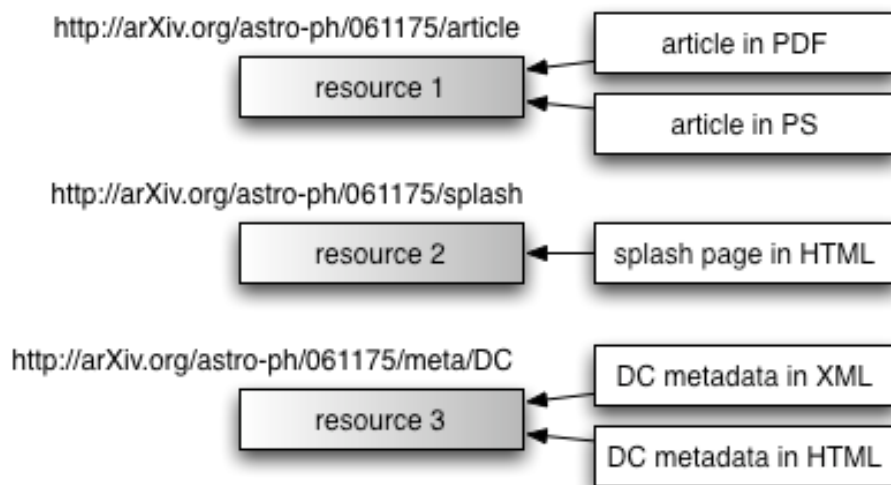 http://arXiv.org/astro-ph/061175/article
resource 1
article in PDF
article in PS
http://arXiv.org/astro-ph/061175/splash
resource 2
splash page in HTML
http://arXiv.org/astro-ph/061175/meta/DC
resource 3
DC metadata in XML
DC metadata in HTML